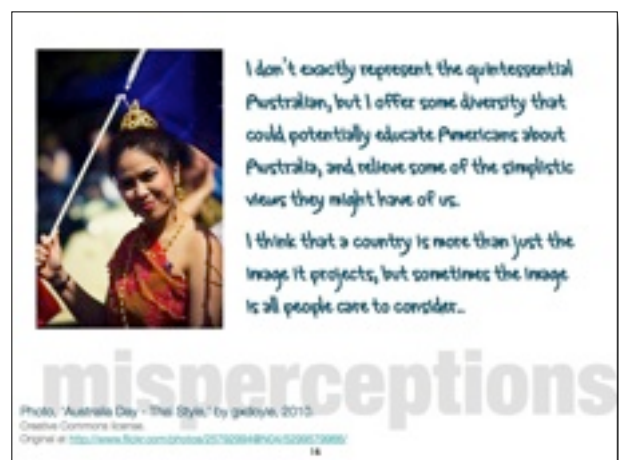 I don't exactly represent the quintessential
Australian, but I offer some diversity that
could potentially educate Americans about
Australia, and relieve some of the simplistic
views they might have of us.
I think that a country is more than just the
image it projects, but sometimes the image
is all people care to consider...
misperceptions
Photo, "Australia Day - Thai Style," by gxdoyle, 2010.
Creative Commons license.
Original at
16